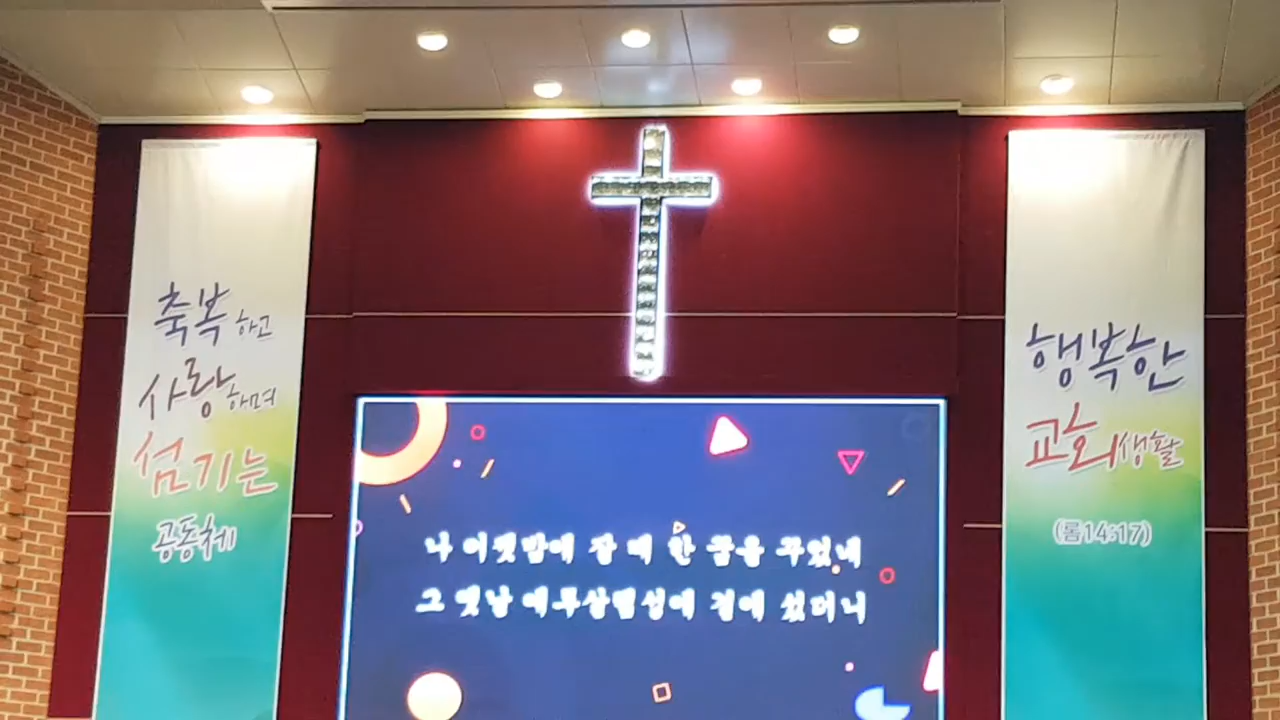 축복하고
사랑하며
섬기는
공동체
나 어젯밤에 잘 때 한 꿈을 꾸었네
그 옛날 예루살렘성에 곁에 섰더니
행복한
교회생활
(롬14:17)